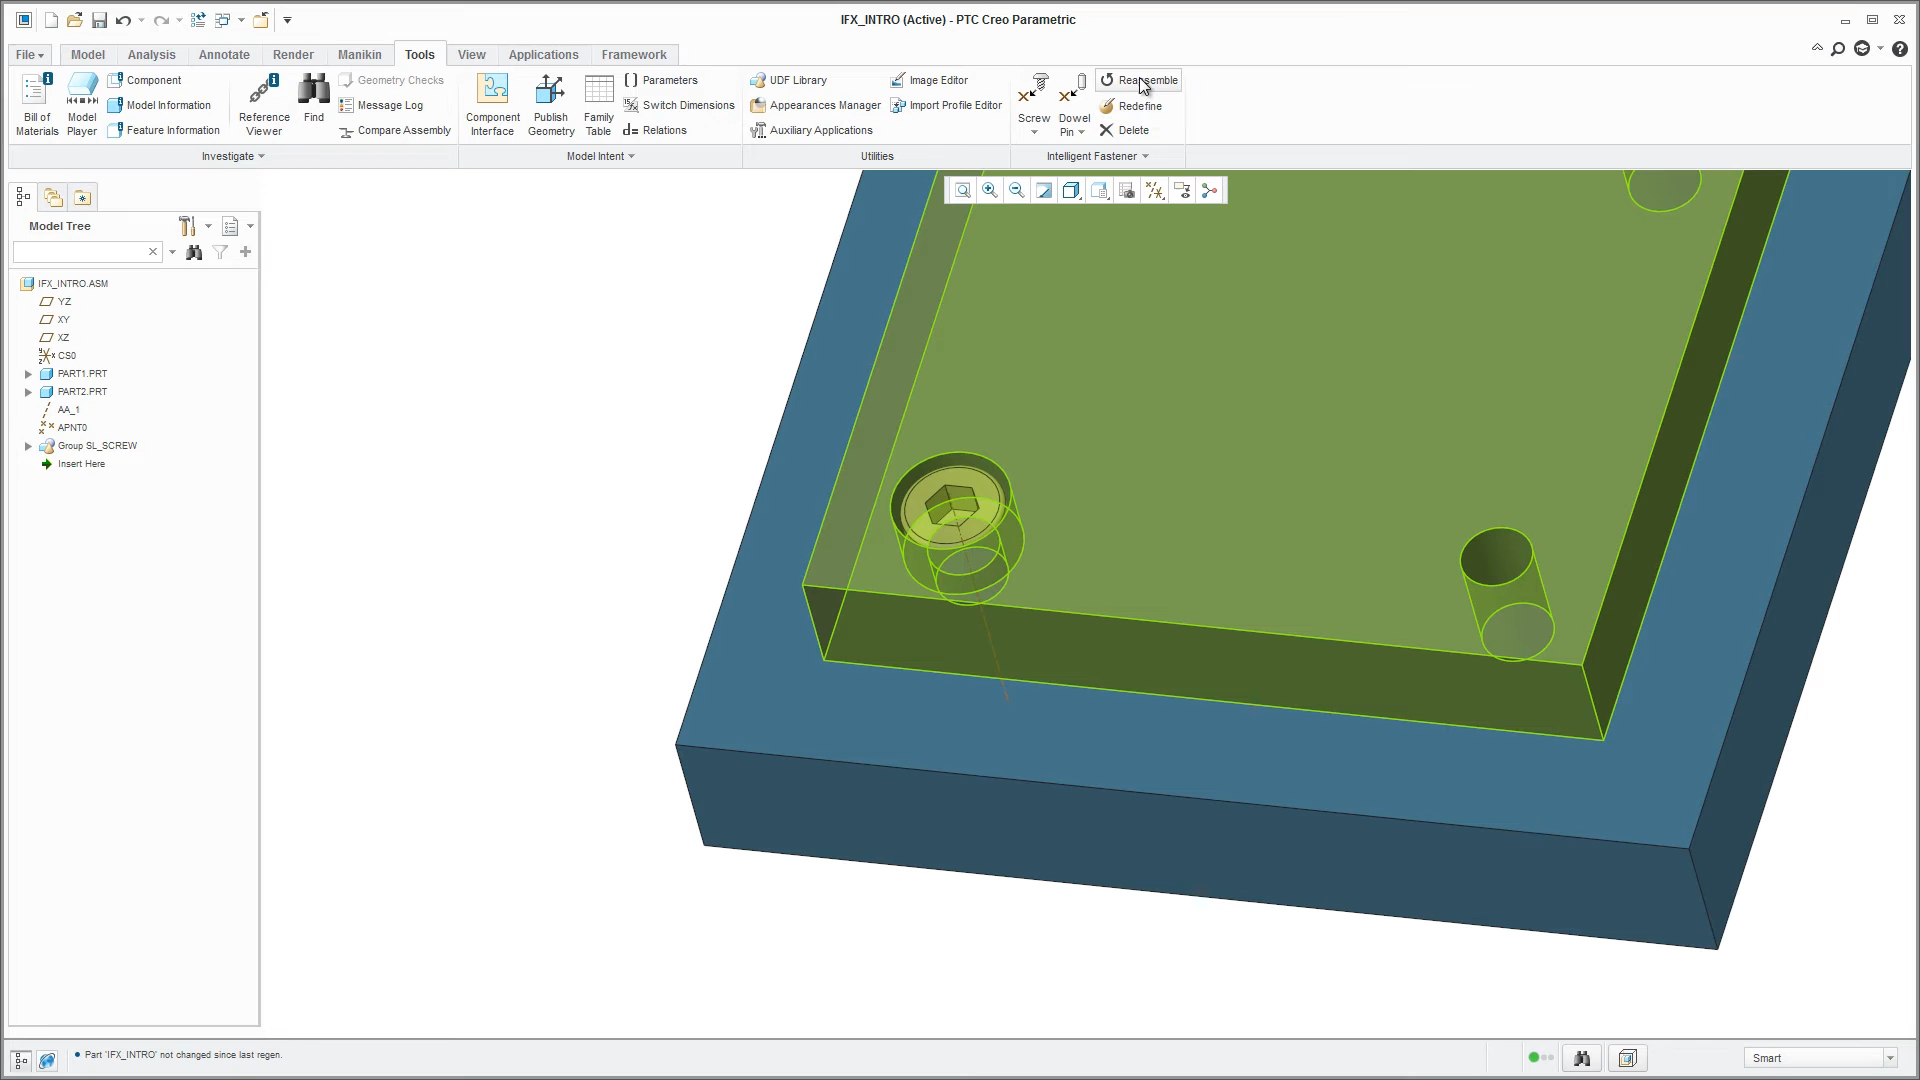 IFX_INTRO (Active) - PTC Creo Parametric
File Model Analysis Annotate Render Manikin Tools View Applications Framework
Bill of Materials
Model Player
Component
Model Information
Feature Information
Reference Viewer
Find
Geometry Checks
Message Log
Compare Assembly
Component Interface
Publish Geometry
Family Table
Parameters
Switch Dimensions
Relations
UDF Library
Appearances Manager
Auxiliary Applications
Image Editor
Import Profile Editor
Screw
Dowel Pin
Reassemble
Redefine
Delete
Investigate Model Intent Utilities Intelligent Fastener
Model Tree
IFX_INTRO.ASM
YZ
XY
XZ
CS0
PART1.PRT
PART2.PRT
AA_1
APNT0
Group SL_SCREW
Insert Here
Part 'IFX_INTRO' not changed since last regen.
Smart